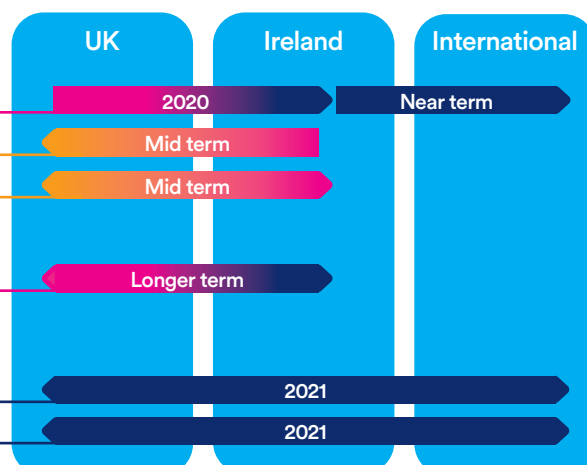 UK Ireland International
2020 Near term
Mid term
Mid term
Longer term
2021
2021